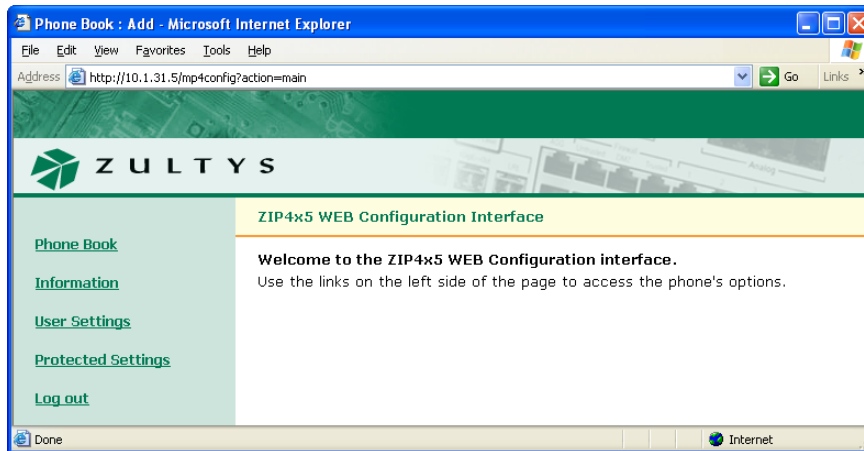 Phone Book : Add - Microsoft Internet Explorer
File Edit View Favorites Tools Help
Address http://10.1.31.5/mp4config?action=main Go Links
ZULTYS
Analog
ZIP4x5 WEB Configuration Interface
Phone Book
Information
User Settings
Protected Settings
Log out
Welcome to the ZIP4x5 WEB Configuration interface.
Use the links on the left side of the page to access the phone's options.
Done Internet